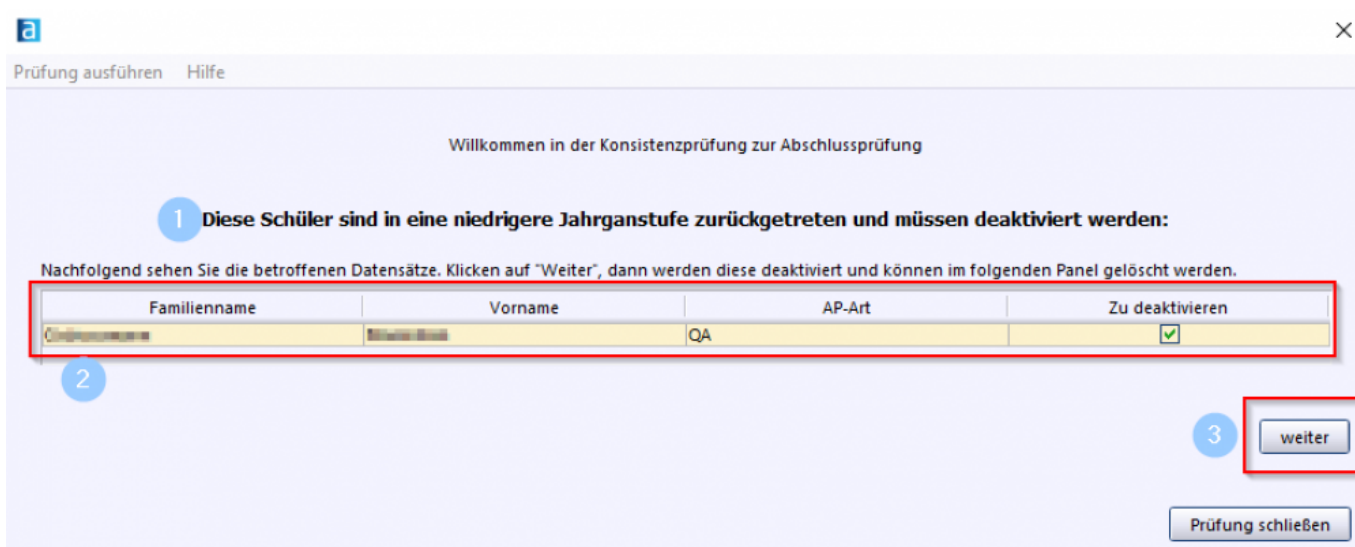 a
Prüfung ausführen Hilfe
Willkommen in der Konsistenzprüfung zur Abschlussprüfung
1 Diese Schüler sind in eine niedrigere Jahrganstufe zurückgetreten und müssen deaktiviert werden:
Nachfolgend sehen Sie die betroffenen Datensätze. Klicken auf "Weiter", dann werden diese deaktiviert und können im folgenden Panel gelöscht werden.
Familienname Vorname AP-Art Zu deaktivieren
QA
2
3 weiter
Prüfung schließen